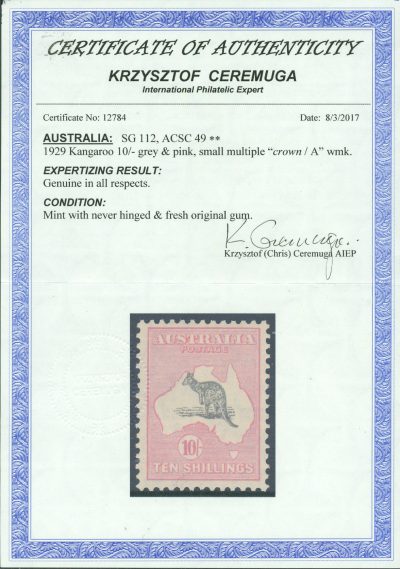 CERTIFICATE OF AUTHENTICITY
KRZYSZTOF CEREMUGA
International Philatelic Expert
Certificate No: 12784 Date: 8/3/2017
AUSTRALIA: SG 112, ACSC 49 **
1929 Kangaroo 10/- grey & pink, small multiple “crown / A” wmk.
EXPERTIZING RESULT:
Genuine in all respects.
CONDITION:
Mint with never hinged & fresh original gum.
K. Ceremuga.
Krzysztof (Chris) Ceremuga AIEP
AUSTRALIA
POSTAGE
10/-
TEN SHILLINGS